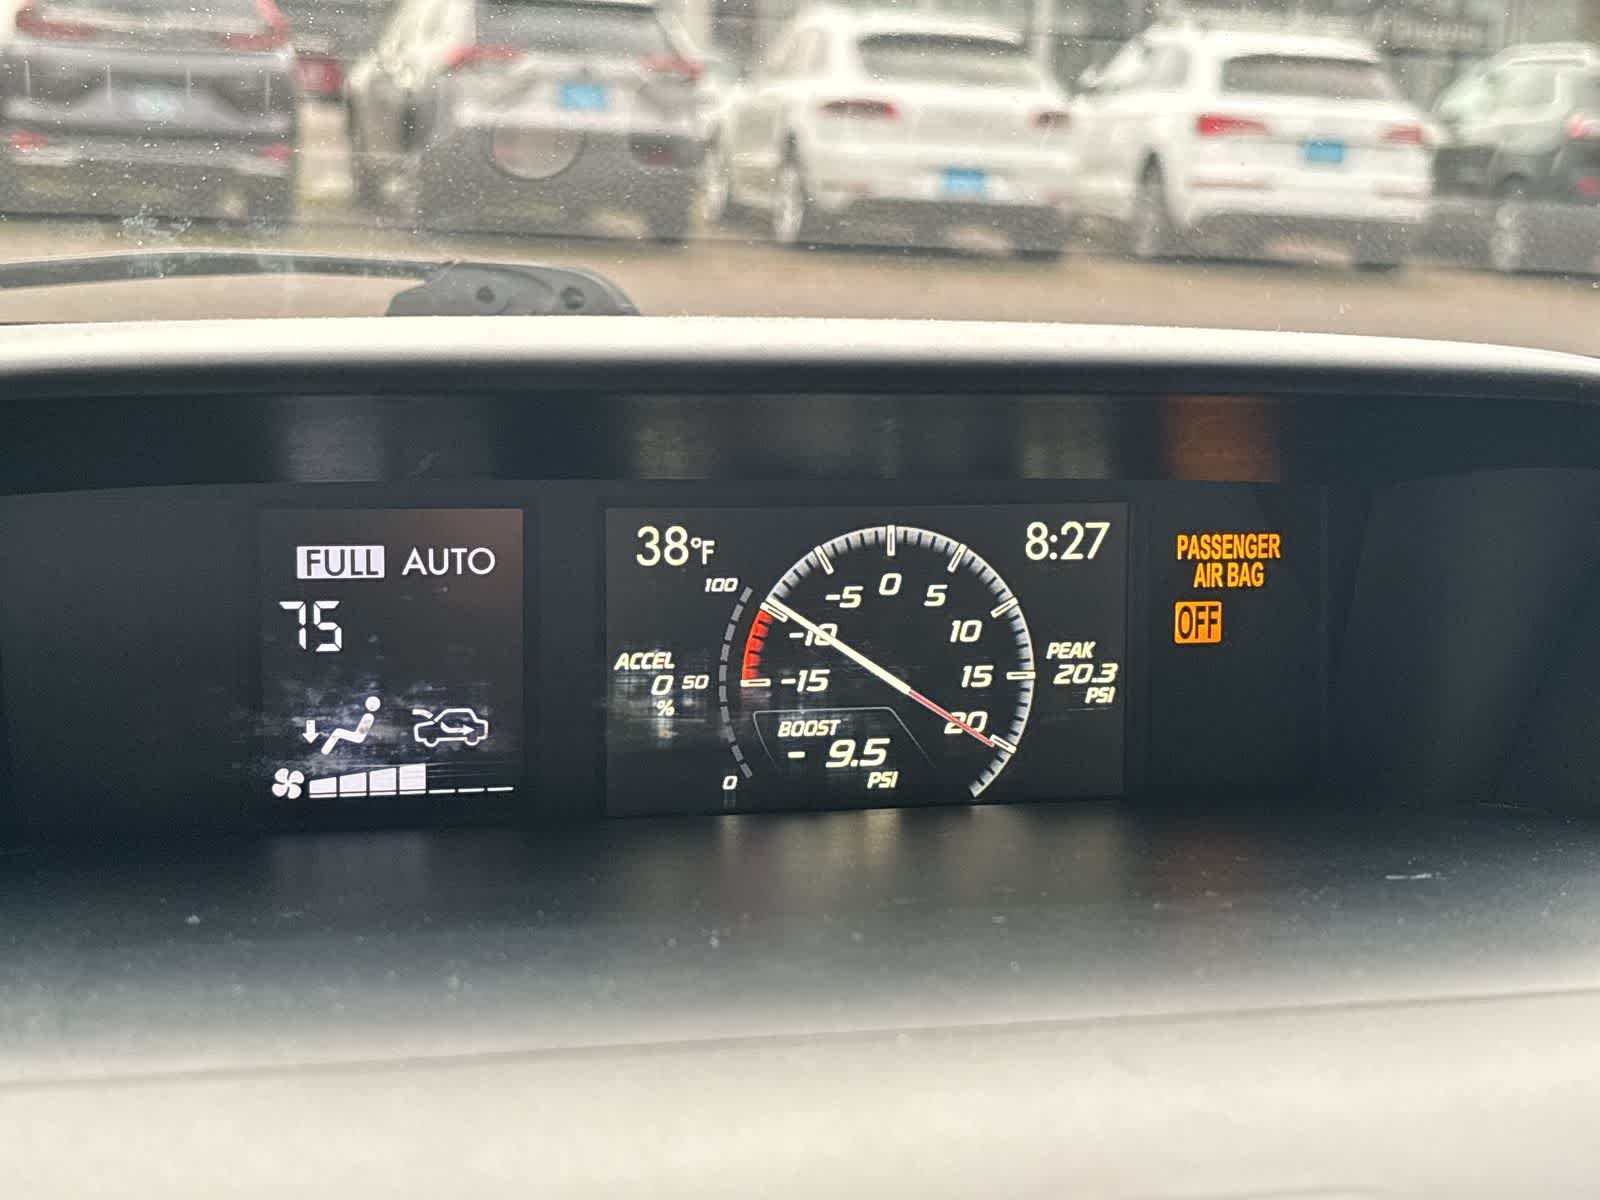 FULL AUTO
75
38°F
8:27
100
50
0
ACCEL
0
%
-15
-10
-5
0
5
10
15
20
BOOST
- 9.5
PSI
PEAK
20.3
PSI
PASSENGER
AIR BAG
OFF